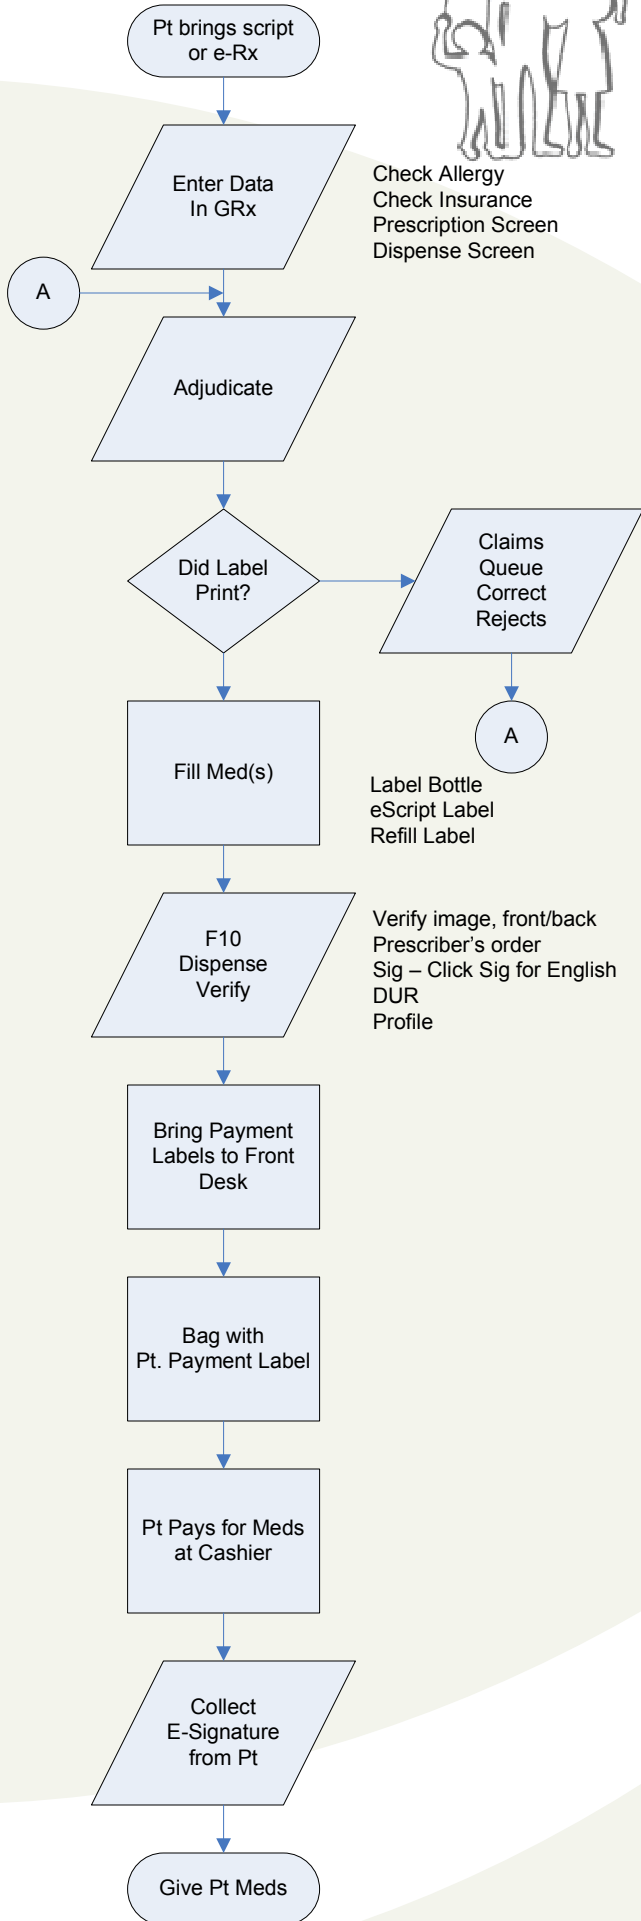 Pt brings script
or e-Rx
Enter Data
In GRx
Check Allergy
Check Insurance
Prescription Screen
Dispense Screen
A
Adjudicate
Did Label
Print?
Claims
Queue
Correct
Rejects
A
Fill Med(s)
Label Bottle
eScript Label
Refill Label
F10
Dispense
Verify
Verify image, front/back
Prescriber’s order
Sig – Click Sig for English
DUR
Profile
Bring Payment
Labels to Front
Desk
Bag with
Pt. Payment Label
Pt Pays for Meds
at Cashier
Collect
E-Signature
from Pt
Give Pt Meds